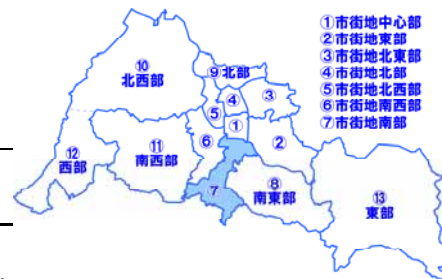 ①市街地中心部
②市街地東部
③市街地北東部
④市街地北部
⑤市街地北西部
⑥市街地南西部
⑦市街地南部
⑩
北西部
⑨北部
④
③
⑤
①
⑥
②
⑪
南西部
⑫
西部
⑦
⑧
南東部
⑬
東部